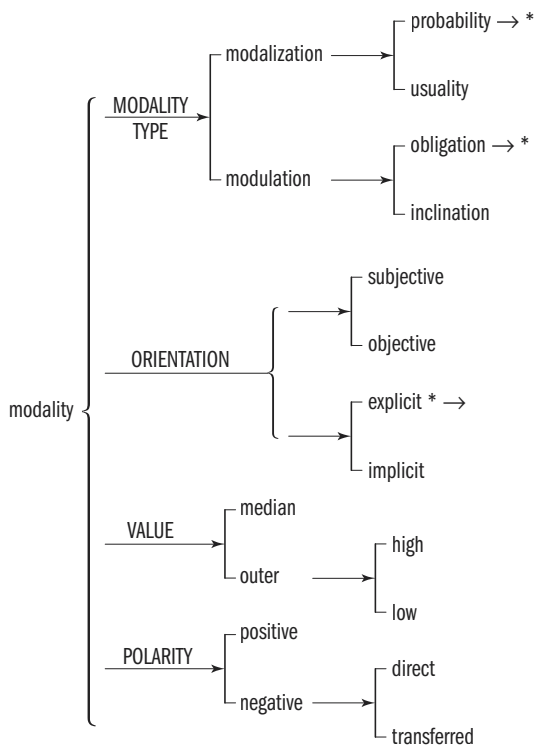 probability → *
modalization
usuality
MODALITY
TYPE
obligation → *
modulation
inclination
subjective
objective
ORIENTATION
explicit * →
modality
implicit
median
VALUE
high
outer
low
positive
POLARITY
direct
negative
transferred